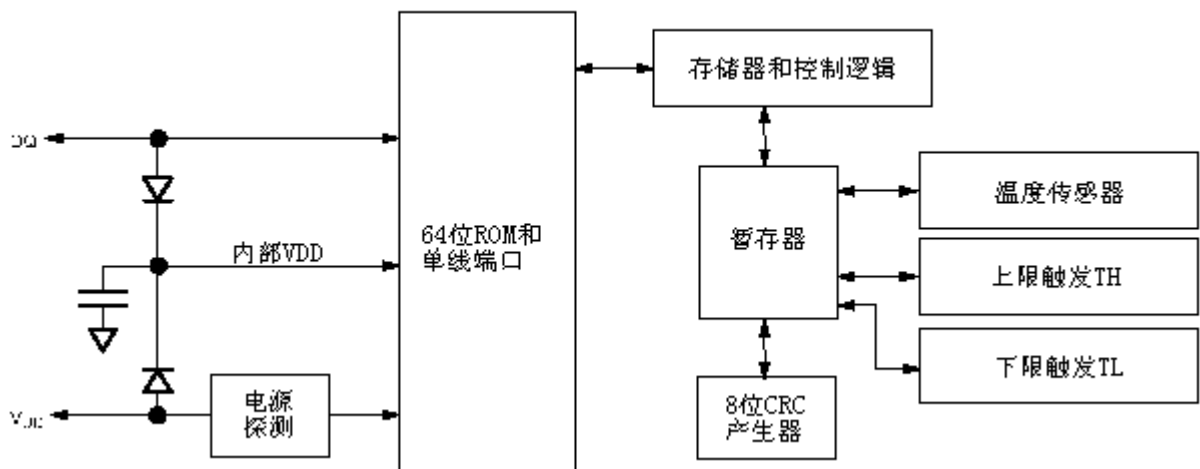 DQ
内部VDD
VDD
电源
探测
64位ROM和
单线端口
存储器和控制逻辑
暂存器
8位CRC
产生器
温度传感器
上限触发TH
下限触发TL